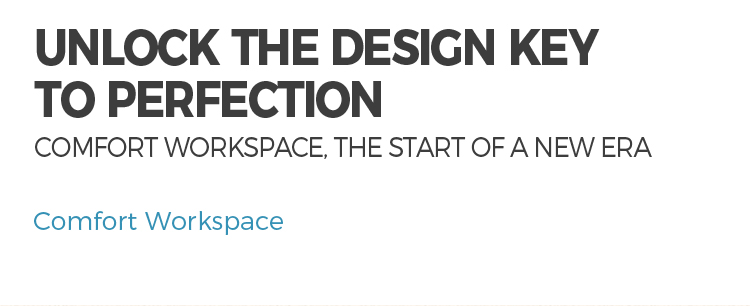 UNLOCK THE DESIGN KEY
TO PERFECTION
COMFORT WORKSPACE, THE START OF A NEW ERA
Comfort Workspace